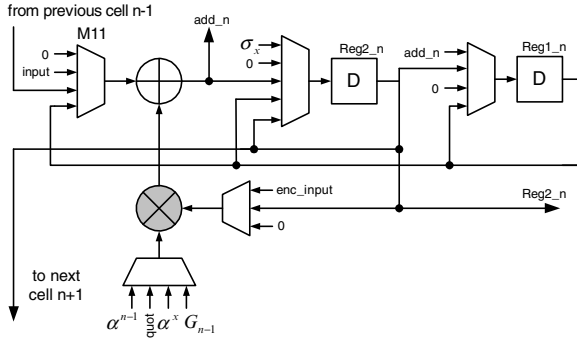 from previous cell n-1
M11
add_n
Reg2_n
Reg1_n
0
input
σx
0
D
add_n
0
D
enc_input
0
Reg2_n
to next
cell n+1
α^{n-1}
quot
α^x
G_{n-1}